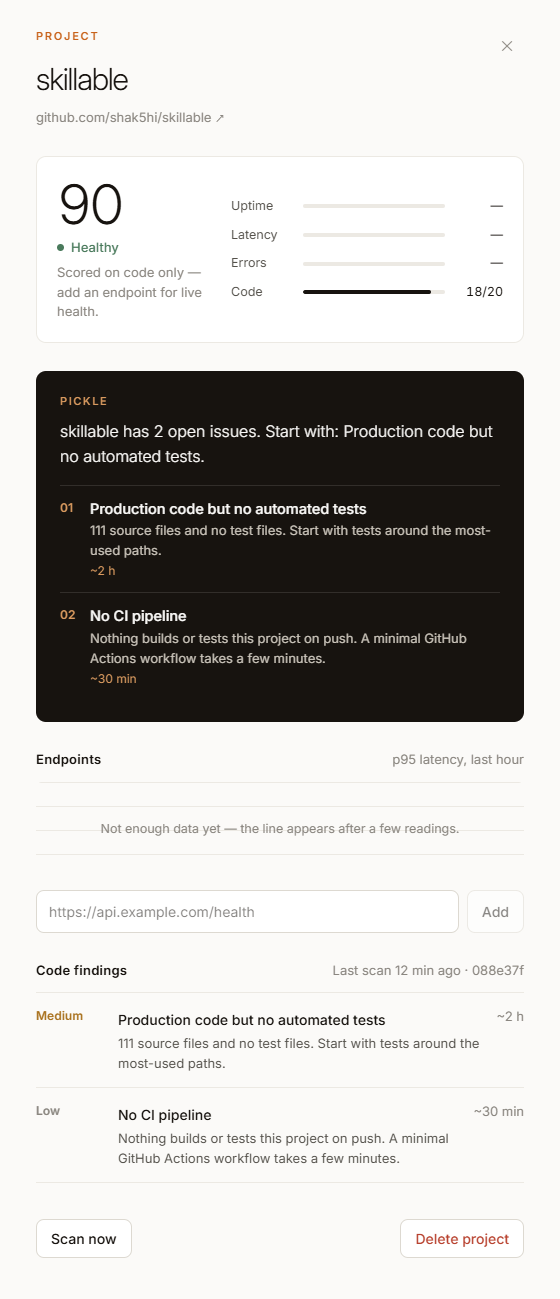 PROJECT
skillable
github.com/shak5hi/skillable ↗
90
Healthy
Scored on code only —
add an endpoint for live
health.
Uptime —
Latency —
Errors —
Code 18/20
PICKLE
skillable has 2 open issues. Start with: Production code but
no automated tests.
01 Production code but no automated tests
111 source files and no test files. Start with tests around the most-
used paths.
~2 h
02 No CI pipeline
Nothing builds or tests this project on push. A minimal GitHub
Actions workflow takes a few minutes.
~30 min
Endpoints p95 latency, last hour
Not enough data yet — the line appears after a few readings.
https://api.example.com/health Add
Code findings Last scan 12 min ago · 088e37f
Medium Production code but no automated tests ~2 h
111 source files and no test files. Start with tests around the
most-used paths.
Low No CI pipeline ~30 min
Nothing builds or tests this project on push. A minimal
GitHub Actions workflow takes a few minutes.
Scan now Delete project